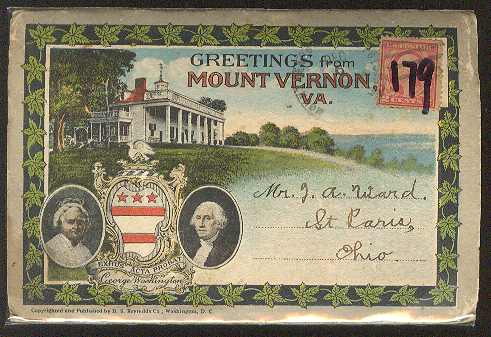 GREETINGS from
MOUNT VERNON,
VA.
179
Mr. J. A. Ward.
St Paris,
Ohio.
EXITUS ACTA PROBAT
George Washington
Copyrighted and Published by B. S. Reynolds Co., Washington, D. C.